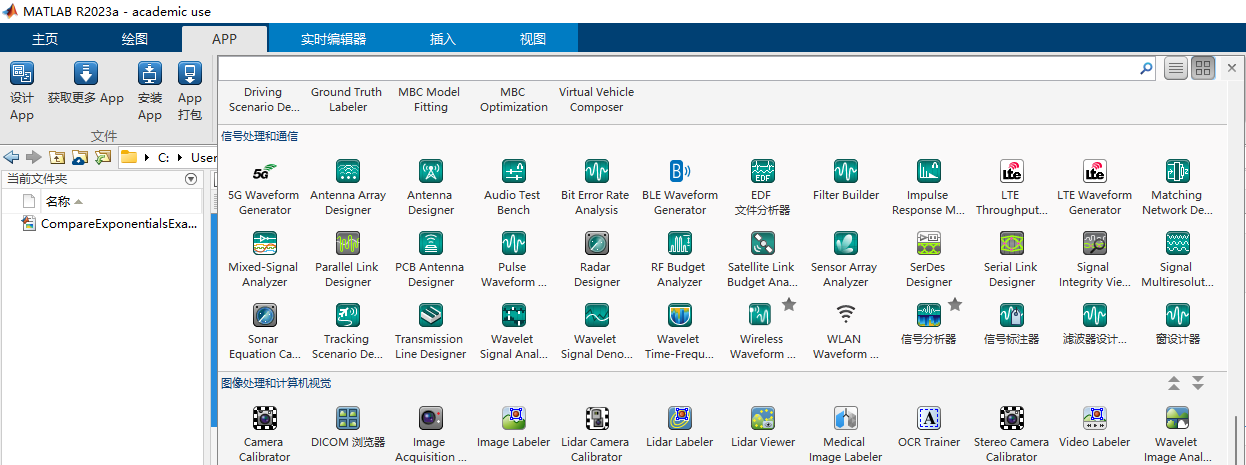 MATLAB R2023a - academic use
主页 绘图 APP 实时编辑器 插入 视图
设计 App
获取更多 App
安装 App
App 打包
文件
C: User
当前文件夹
名称
CompareExponentialsExa...
Driving Scenario De...
Ground Truth Labeler
MBC Model Fitting
MBC Optimization
Virtual Vehicle Composer
信号处理和通信
5G Waveform Generator
Antenna Array Designer
Antenna Designer
Audio Test Bench
Bit Error Rate Analysis
BLE Waveform Generator
EDF 文件分析器
Filter Builder
Impulse Response M...
LTE Throughput...
LTE Waveform Generator
Matching Network De...
Mixed-Signal Analyzer
Parallel Link Designer
PCB Antenna Designer
Pulse Waveform ...
Radar Designer
RF Budget Analyzer
Satellite Link Budget Ana...
Sensor Array Analyzer
SerDes Designer
Serial Link Designer
Signal Integrity Vie...
Signal Multiresolut...
Sonar Equation Ca...
Tracking Scenario De...
Transmission Line Designer
Wavelet Signal Anal...
Wavelet Signal Deno...
Wavelet Time-Frequ...
Wireless Waveform ...
WLAN Waveform ...
信号分析器
信号标注器
滤波器设计...
窗设计器
图像处理和计算机视觉
Camera Calibrator
DICOM 浏览器
Image Acquisition ...
Image Labeler
Lidar Camera Calibrator
Lidar Labeler
Lidar Viewer
Medical Image Labeler
OCR Trainer
Stereo Camera Calibrator
Video Labeler
Wavelet Image Anal...